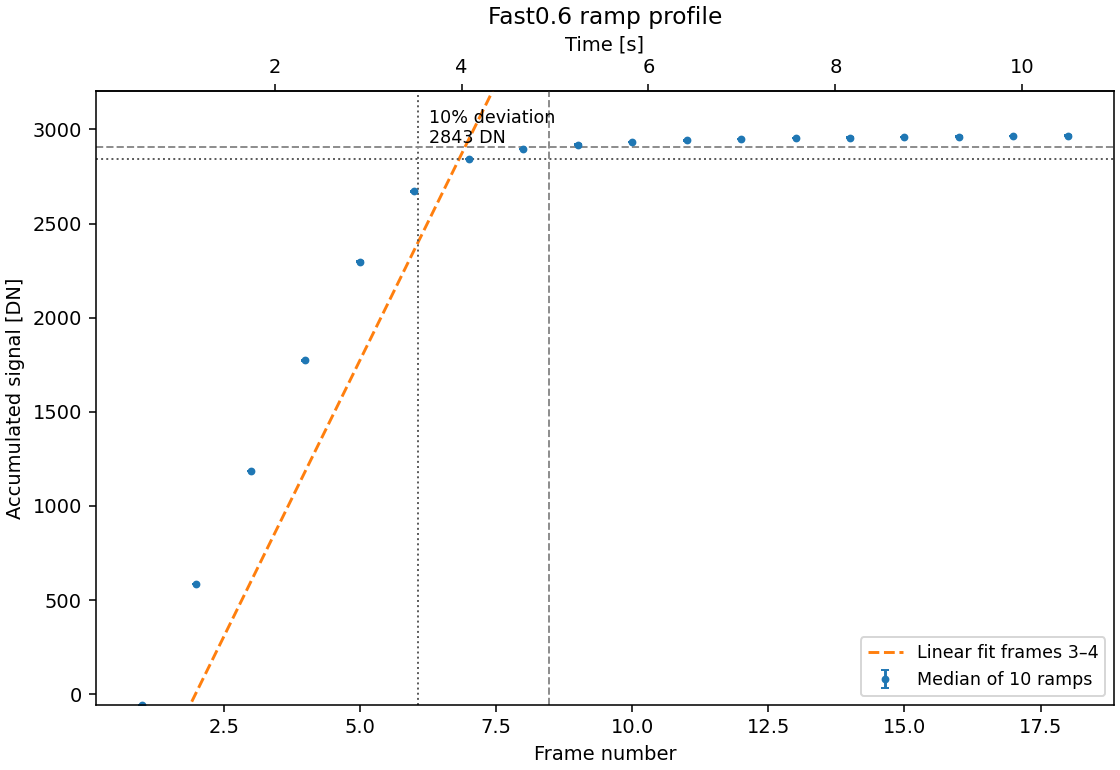 Fast0.6 ramp profile
Time [s]
2 4 6 8 10
10% deviation
2843 DN
3000
2500
2000
1500
1000
500
0
Accumulated signal [DN]
Linear fit frames 3–4
Median of 10 ramps
2.5 5.0 7.5 10.0 12.5 15.0 17.5
Frame number